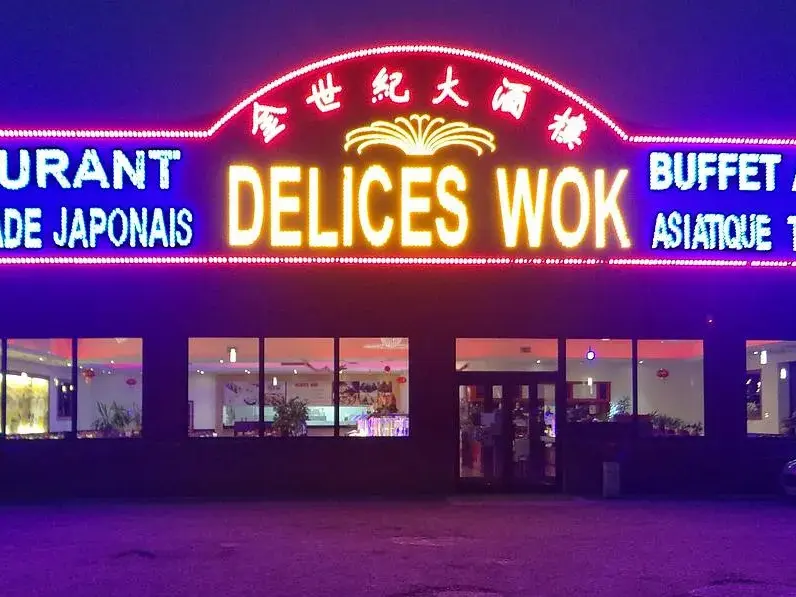 金世紀大酒樓
URANT
ADE JAPONAIS
DELICES WOK
BUFFET
ASIATIQUE